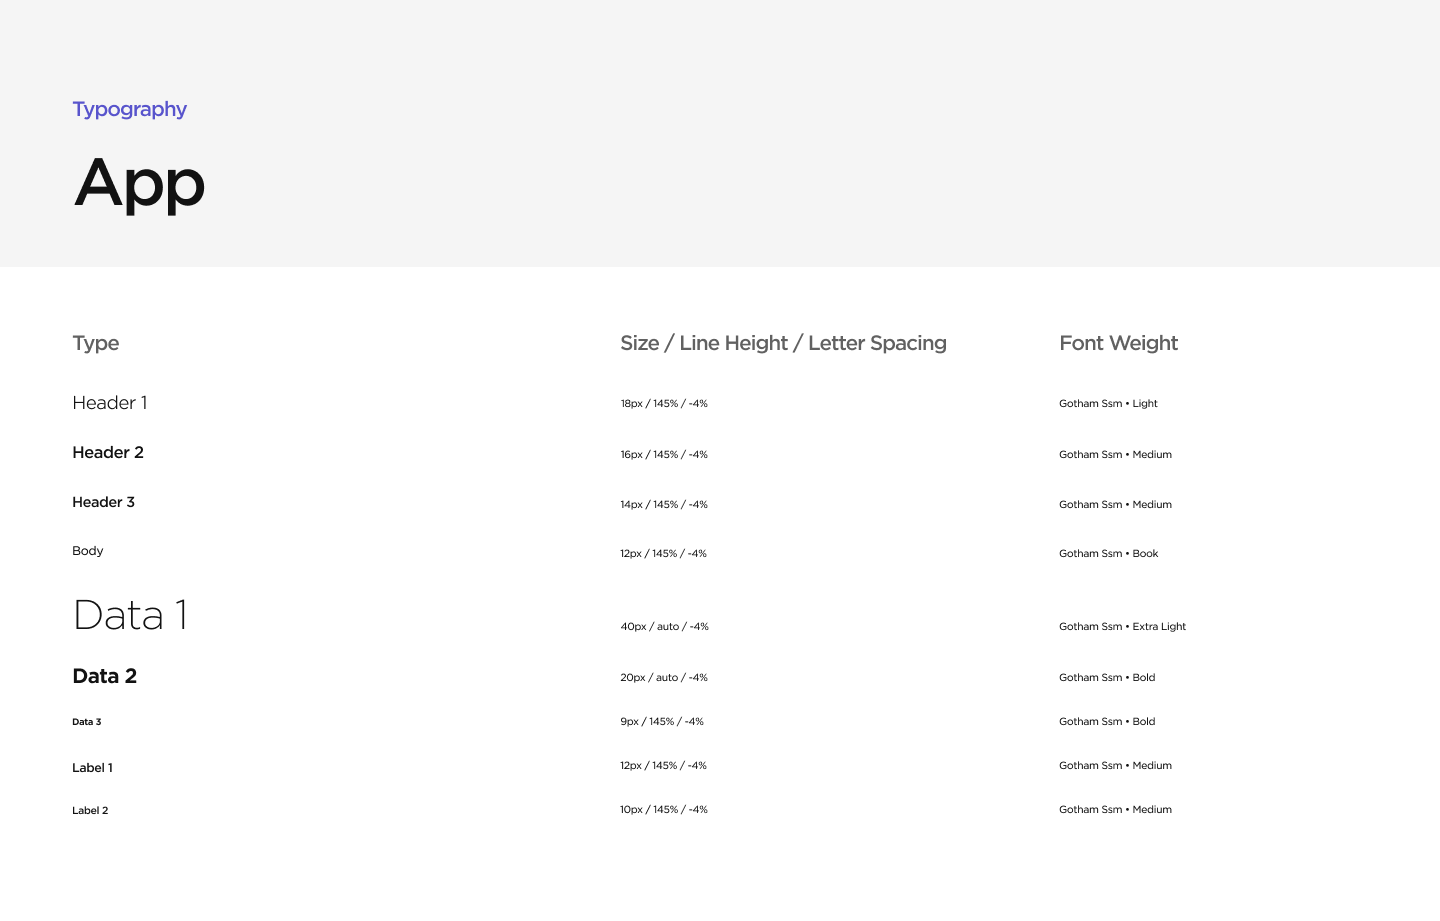 Typography
App
Type Size / Line Height / Letter Spacing Font Weight
Header 1 18px / 145% / -4% Gotham Ssm • Light
Header 2 16px / 145% / -4% Gotham Ssm • Medium
Header 3 14px / 145% / -4% Gotham Ssm • Medium
Body 12px / 145% / -4% Gotham Ssm • Book
Data 1 40px / auto / -4% Gotham Ssm • Extra Light
Data 2 20px / auto / -4% Gotham Ssm • Bold
Data 3 9px / 145% / -4% Gotham Ssm • Bold
Label 1 12px / 145% / -4% Gotham Ssm • Medium
Label 2 10px / 145% / -4% Gotham Ssm • Medium